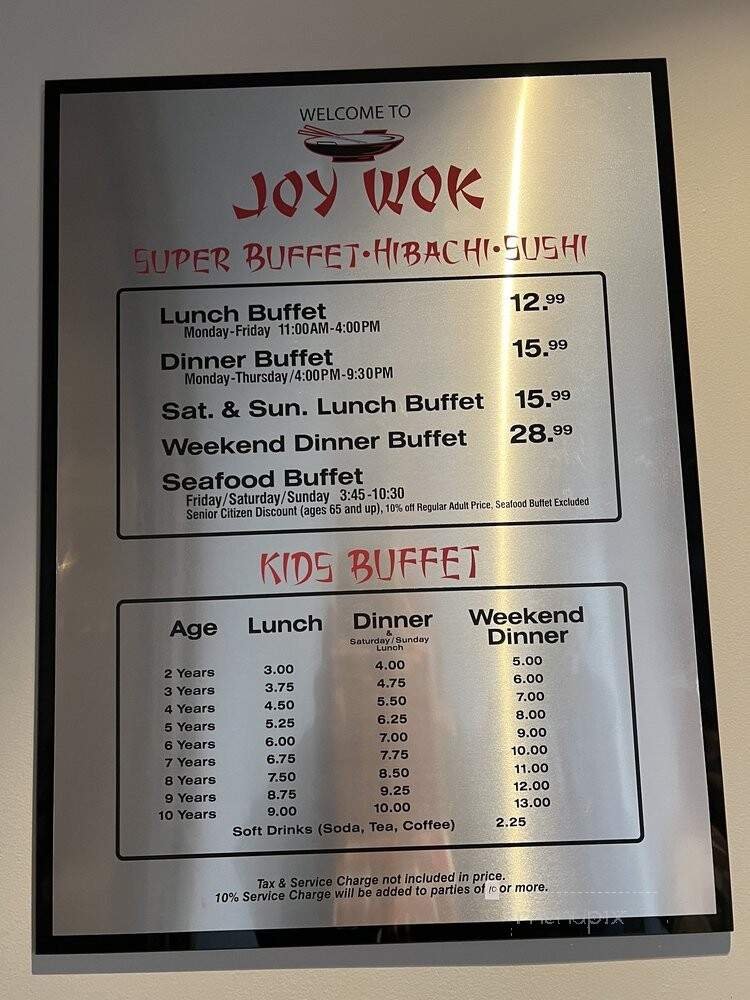 WELCOME TO
JOY WOK
SUPER BUFFET•HIBACHI•SUSHI
Lunch Buffet 12.99
Monday-Friday 11:00AM-4:00PM
Dinner Buffet 15.99
Monday-Thursday/4:00PM-9:30PM
Sat. & Sun. Lunch Buffet 15.99
Weekend Dinner Buffet 28.99
Seafood Buffet
Friday/Saturday/Sunday 3:45-10:30
Senior Citizen Discount (ages 65 and up), 10% off Regular Adult Price, Seafood Buffet Excluded
KIDS BUFFET
Age Lunch Dinner Weekend
& Dinner
Saturday/Sunday
Lunch
2 Years 3.00 4.00 5.00
3 Years 3.75 4.75 6.00
4 Years 4.50 5.50 7.00
5 Years 5.25 6.25 8.00
6 Years 6.00 7.00 9.00
7 Years 6.75 7.75 10.00
8 Years 7.50 8.50 11.00
9 Years 8.75 9.25 12.00
10 Years 9.00 10.00 13.00
Soft Drinks (Soda, Tea, Coffee) 2.25
Tax & Service Charge not included in price.
10% Service Charge will be added to parties of or more.